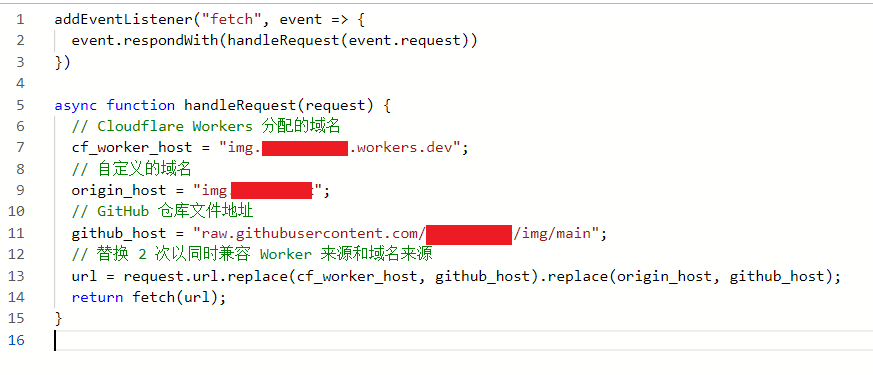 1 addEventListener("fetch", event => {
2 event.respondWith(handleRequest(event.request))
3 })
4
5 async function handleRequest(request) {
6 // Cloudflare Workers 分配的域名
7 cf_worker_host = "img. .workers.dev";
8 // 自定义的域名
9 origin_host = "img. ";
10 // GitHub 仓库文件地址
11 github_host = "raw.githubusercontent.com/ /img/main";
12 // 替换 2 次以同时兼容 Worker 来源和域名来源
13 url = request.url.replace(cf_worker_host, github_host).replace(origin_host, github_host);
14 return fetch(url);
15 }
16